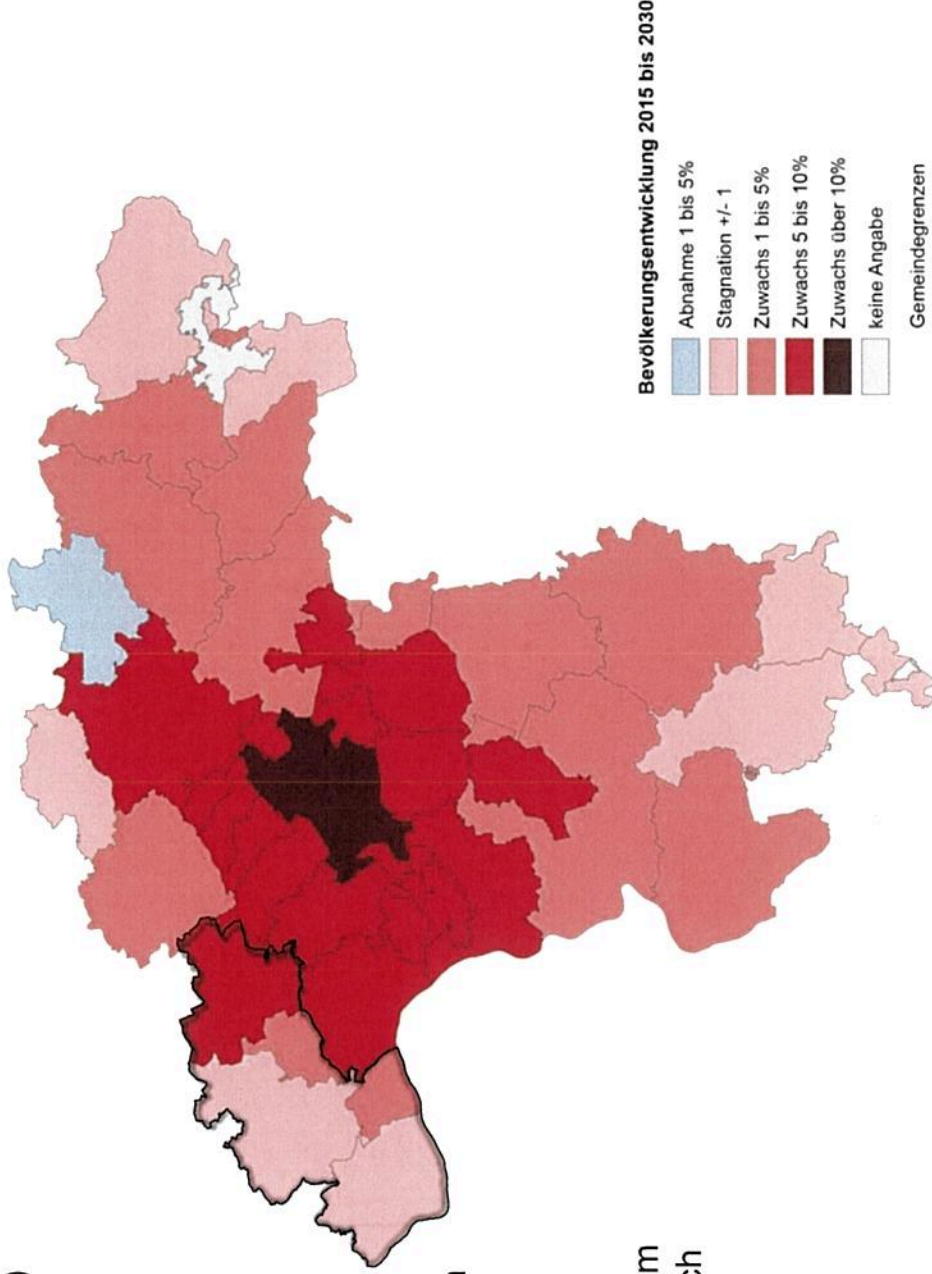 Bevölkerungsentwicklung 2015 bis 2030
Abnahme 1 bis 5%
Stagnation +/- 1
Zuwachs 1 bis 5%
Zuwachs 5 bis 10%
Zuwachs über 10%
keine Angabe
Gemeindegrenzen
m
ch